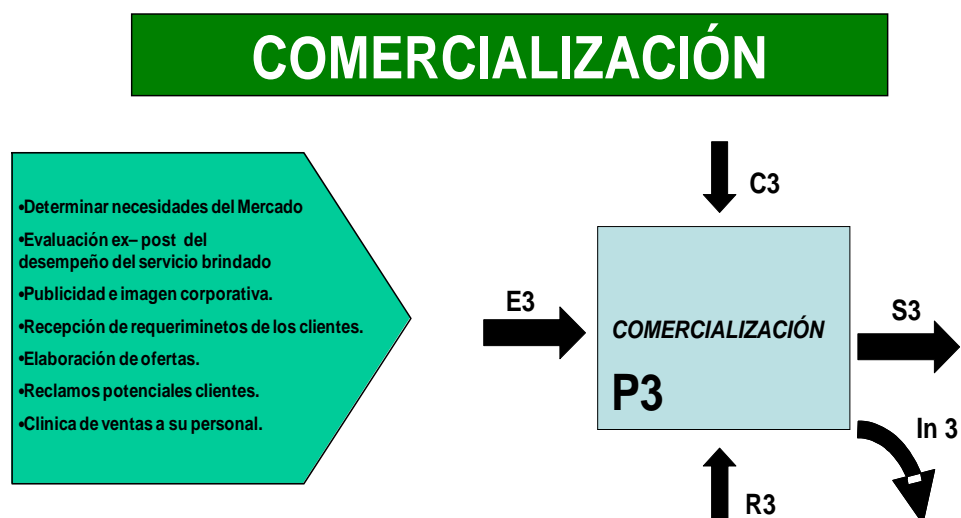 COMERCIALIZACIÓN
•Determinar necesidades del Mercado
•Evaluación ex– post del
desempeño del servicio brindado
•Publicidad e imagen corporativa.
•Recepción de requeriminetos de los clientes.
•Elaboración de ofertas.
•Reclamos potenciales clientes.
•Clinica de ventas a su personal.
C3
E3
COMERCIALIZACIÓN
P3
S3
In 3
R3